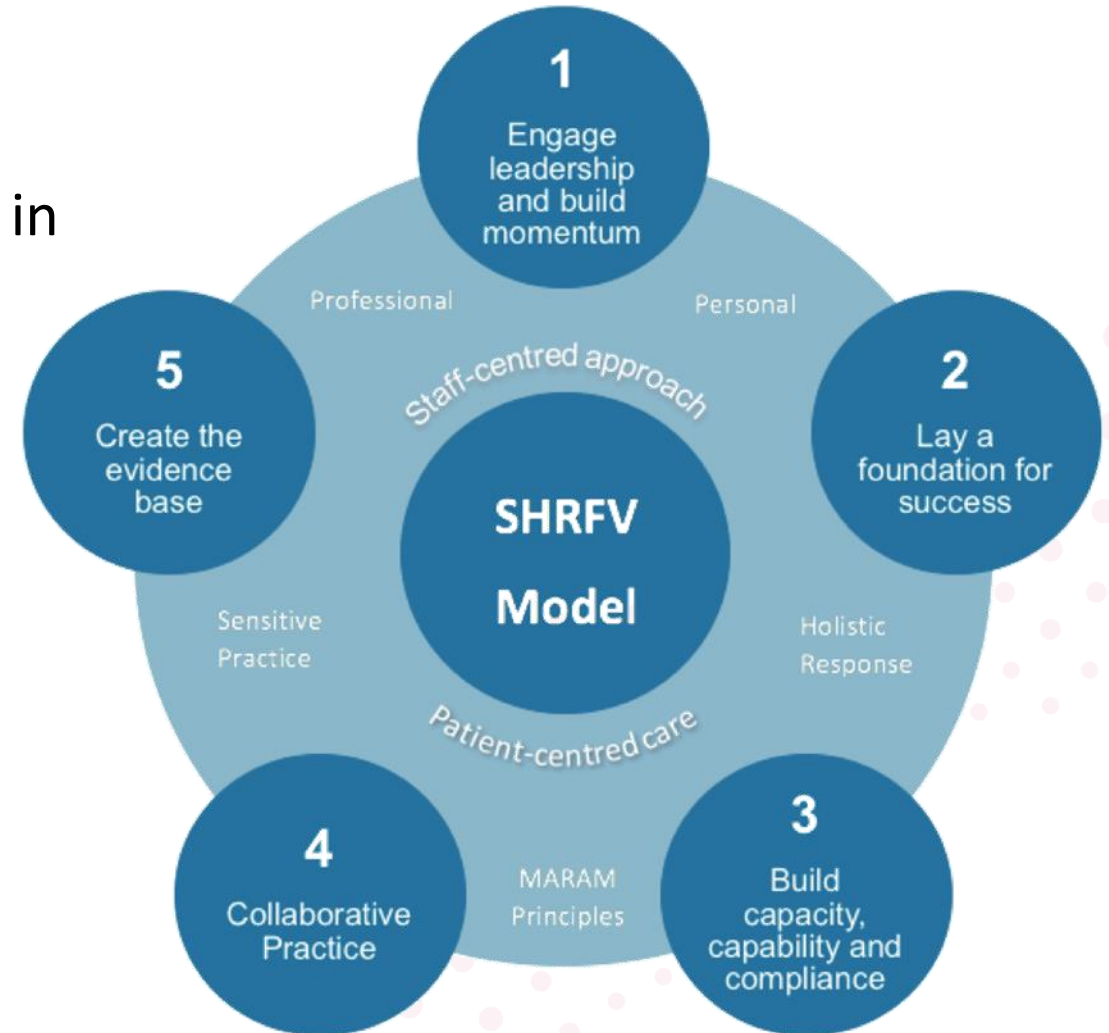 in
1
Engage
leadership
and build
momentum
Professional
Personal
5
Create the
evidence
base
2
Lay a
foundation for
success
Staff-centred approach
SHRFV
Model
Patient-centred care
Sensitive
Practice
Holistic
Response
4
Collaborative
Practice
MARAM
Principles
3
Build
capacity,
capability and
compliance